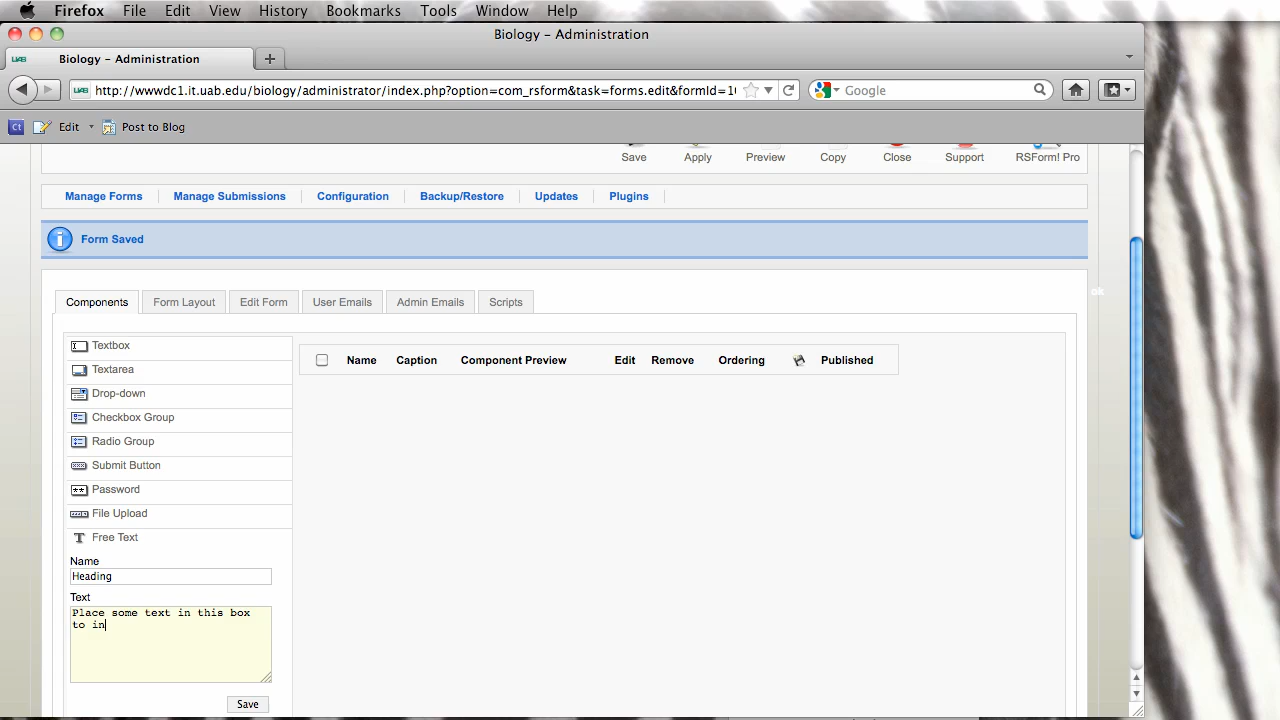 Firefox File Edit View History Bookmarks Tools Window Help
Biology – Administration
UAB Biology – Administration
UAB http://wwwdc1.it.uab.edu/biology/administrator/index.php?option=com_rsform&task=forms.edit&formId=1 Google
Ct Edit Post to Blog
Save Apply Preview Copy Close Support RSForm! Pro
Manage Forms Manage Submissions Configuration Backup/Restore Updates Plugins
Form Saved
ok
Components Form Layout Edit Form User Emails Admin Emails Scripts
Textbox
Name Caption Component Preview Edit Remove Ordering Published
Textarea
Drop-down
Checkbox Group
Radio Group
Submit Button
Password
File Upload
Free Text
Name
Heading
Text
Place some text in this box
to in
Save